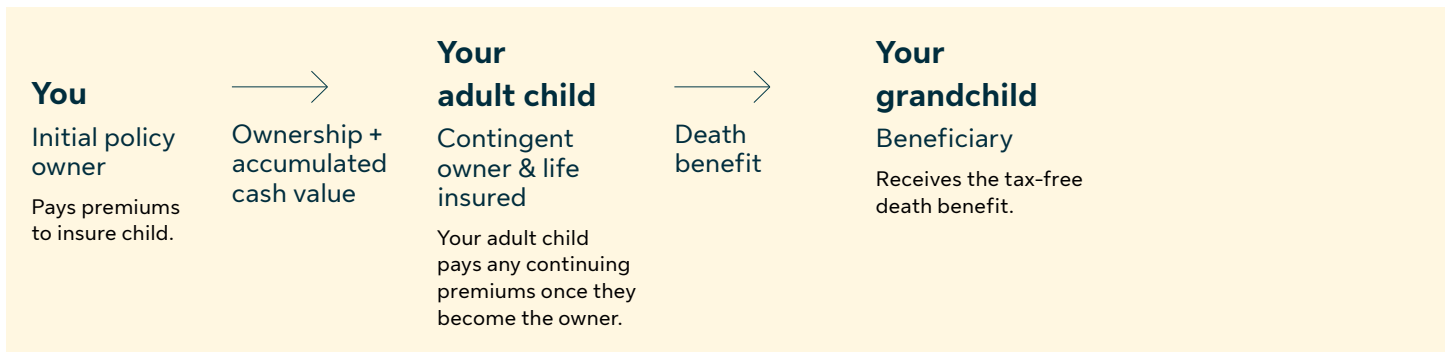 You
Initial policy
owner
Pays premiums
to insure child.
Ownership +
accumulated
cash value
Your
adult child
Contingent
owner & life
insured
Your adult child
pays any continuing
premiums once they
become the owner.
Death
benefit
Your
grandchild
Beneficiary
Receives the tax-free
death benefit.